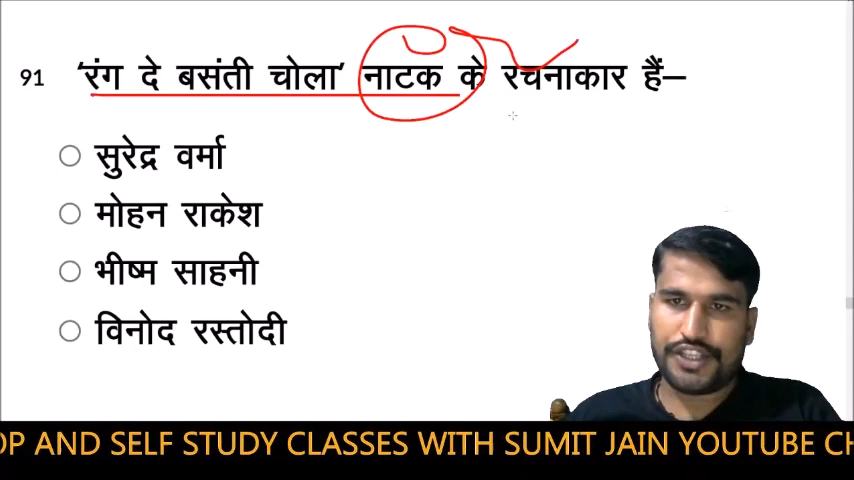 91 ‘रंग दे बसंती चोला’ नाटक के रचनाकार हैं–
सुरेद्र वर्मा
मोहन राकेश
भीष्म साहनी
विनोद रस्तोदी
OP AND SELF STUDY CLASSES WITH SUMIT JAIN YOUTUBE CH